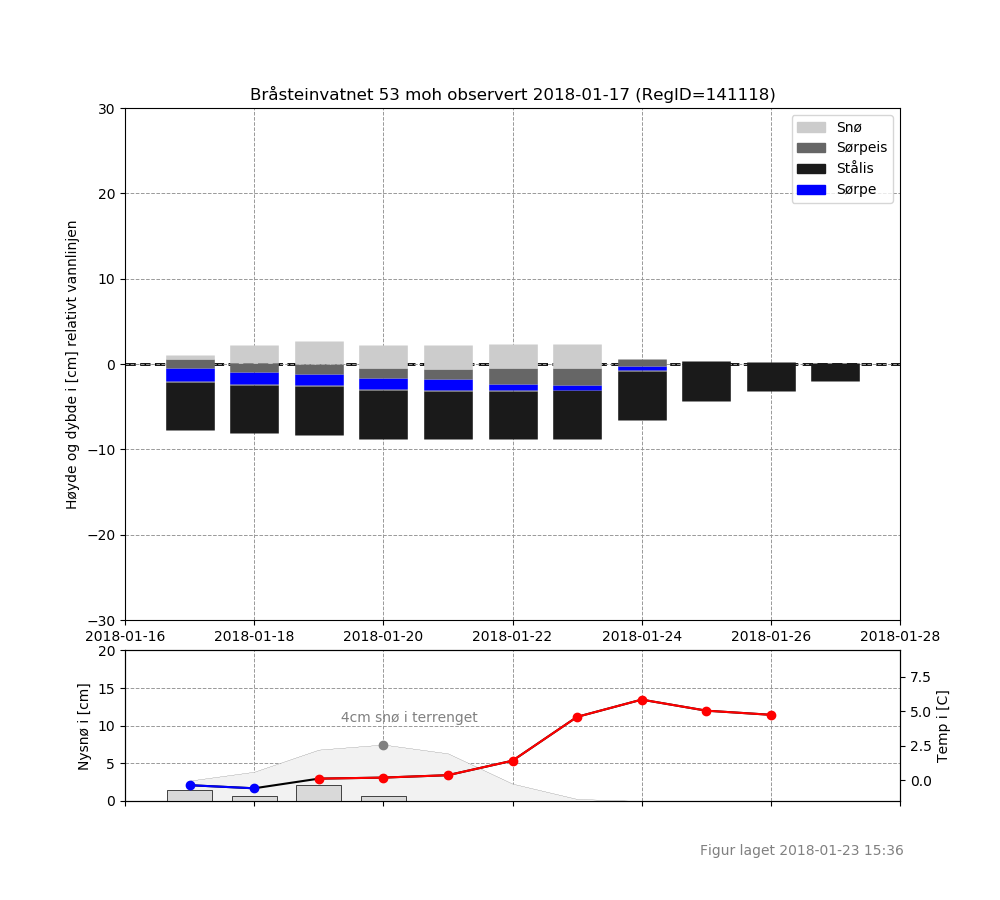 Bråsteinvatnet 53 moh observert 2018-01-17 (RegID=141118)
Snø
Sørpeis
Stålis
Sørpe
Høyde og dybde i [cm] relativt vannlinjen
30
20
10
0
−10
−20
−30
2018-01-16 2018-01-18 2018-01-20 2018-01-22 2018-01-24 2018-01-26 2018-01-28
Nysnø i [cm]
20
15
10
5
0
4cm snø i terrenget
7.5
5.0
2.5
0.0
Temp i [C]
Figur laget 2018-01-23 15:36